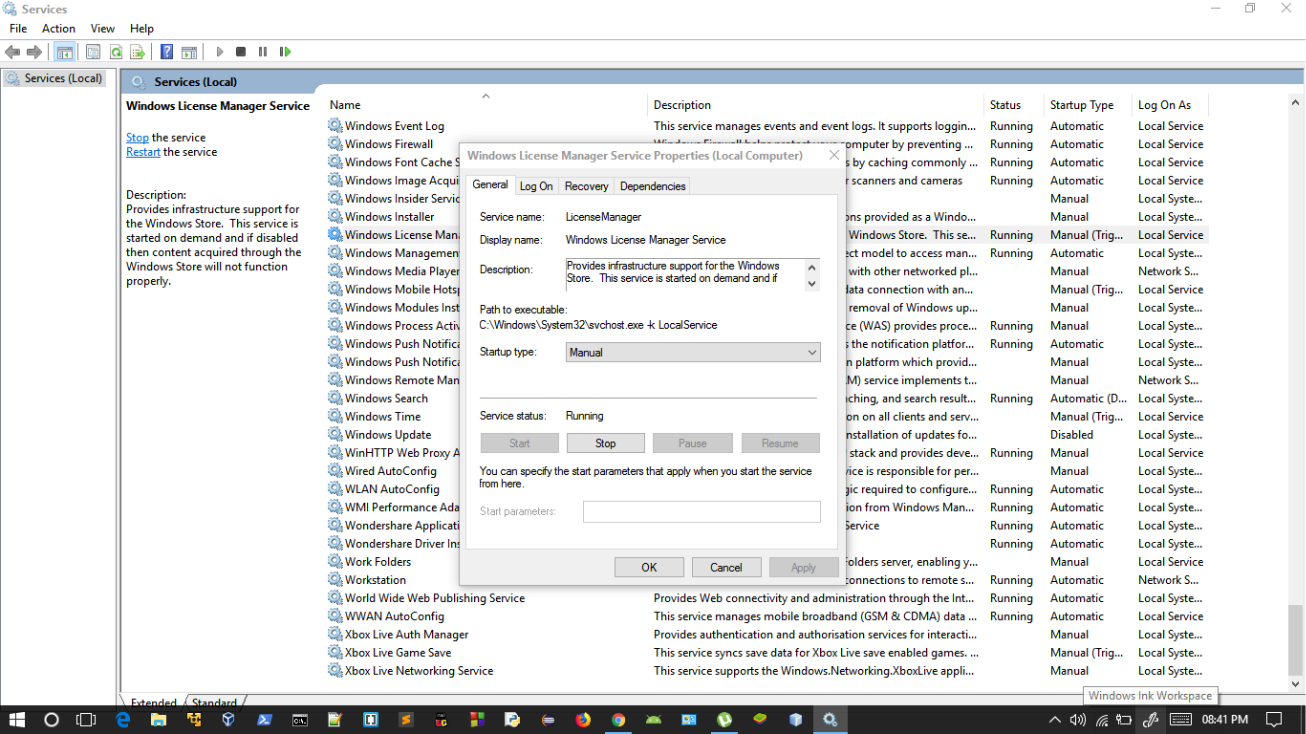 Services
File Action View Help
Services (Local)
Services (Local)
Windows License Manager Service
Stop the service
Restart the service
Description:
Provides infrastructure support for
the Windows Store. This service is
started on demand and if disabled
then content acquired through the
Windows Store will not function
properly.
Name Description Status Startup Type Log On As
Windows Event Log This service manages events and event logs. It supports loggin... Running Automatic Local Service
Windows Firewall computer by preventing ... Running Automatic Local Service
Windows Font Cache S by caching commonly ... Running Automatic Local Service
Windows Image Acqui r scanners and cameras Running Automatic Local Service
Windows Insider Servic Manual Local Syste...
Windows Installer ons provided as a Windo... Manual Local Syste...
Windows License Mana Windows Store. This se... Running Manual (Trig... Local Service
Windows Management ect model to access man... Running Automatic Local Syste...
Windows Media Player with other networked pl... Manual Network S...
Windows Mobile Hotsp data connection with an... Manual (Trig... Local Service
Windows Modules Inst removal of Windows up... Manual Local Syste...
Windows Process Activ ce (WAS) provides proce... Running Manual Local Syste...
Windows Push Notifica s the notification platfor... Running Automatic Local Syste...
Windows Push Notifica n platform which provid... Manual Local Syste...
Windows Remote Man M) service implements t... Manual Network S...
Windows Search ching, and search result... Running Automatic (D... Local Syste...
Windows Time on on all clients and serv... Manual (Trig... Local Service
Windows Update nstallation of updates fo... Disabled Local Syste...
WinHTTP Web Proxy A stack and provides deve... Running Manual Local Service
Wired AutoConfig vice is responsible for per... Manual Local Syste...
WLAN AutoConfig gic required to configure... Running Automatic Local Syste...
WMI Performance Ada ion from Windows Man... Running Automatic Local Syste...
Wondershare Applicati Service Running Automatic Local Syste...
Wondershare Driver Ins Running Automatic Local Syste...
Work Folders olders server, enabling y... Manual Local Service
Workstation connections to remote s... Running Automatic Network S...
World Wide Web Publishing Service Provides Web connectivity and administration through the Int... Running Automatic Local Syste...
WWAN AutoConfig This service manages mobile broadband (GSM & CDMA) data ... Running Automatic Local Syste...
Xbox Live Auth Manager Provides authentication and authorisation services for interacti... Manual Local Syste...
Xbox Live Game Save This service syncs save data for Xbox Live save enabled games. ... Manual (Trig... Local Syste...
Xbox Live Networking Service This service supports the Windows.Networking.XboxLive appli... Manual Local Syste...
Windows License Manager Service Properties (Local Computer)
General Log On Recovery Dependencies
Service name: LicenseManager
Display name: Windows License Manager Service
Description: Provides infrastructure support for the Windows
Store. This service is started on demand and if
Path to executable:
C:\Windows\System32\svchost.exe -k LocalService
Startup type: Manual
Service status: Running
Start Stop Pause Resume
You can specify the start parameters that apply when you start the service
from here.
Start parameters:
OK Cancel Apply
Extended Standard
Windows Ink Workspace
08:41 PM